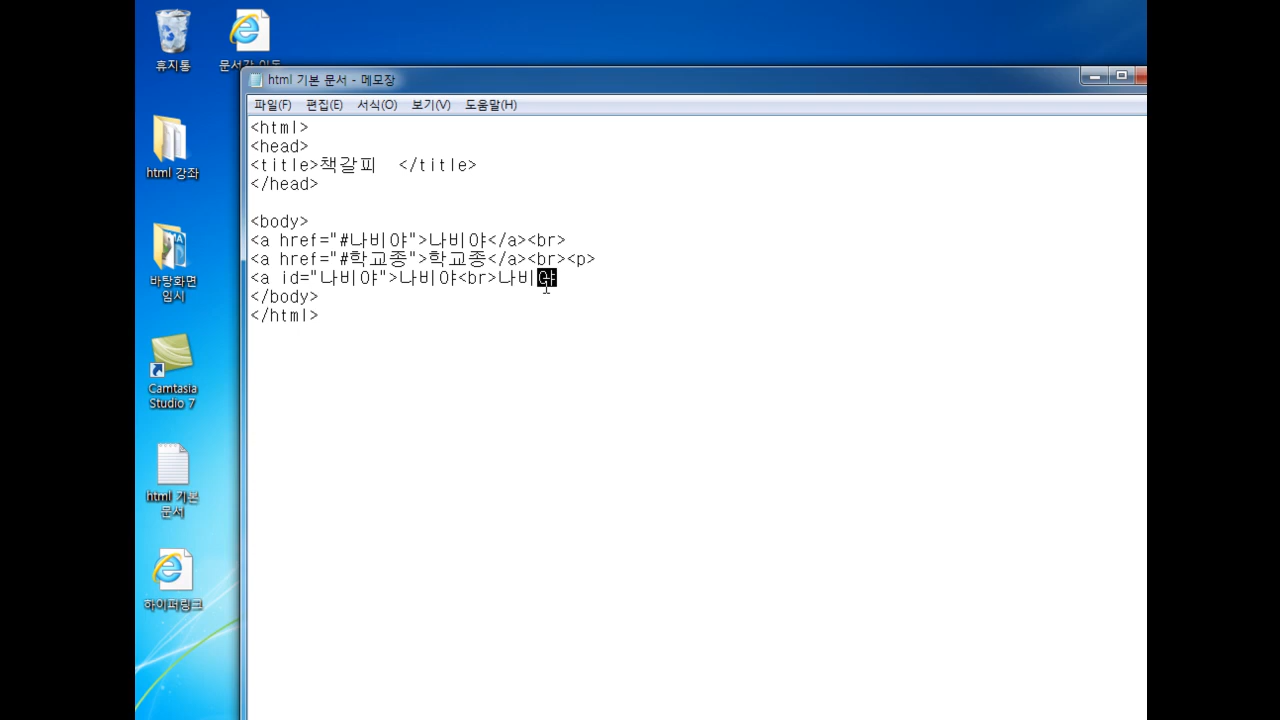 휴지통
html 기본 문서 - 메모장
파일(F) 편집(E) 서식(O) 보기(V) 도움말(H)
<html>
<head>
<title>책갈피  </title>
</head>
<body>
<a href="#나비야">나비야</a><br>
<a href="#학교종">학교종</a><br><p>
<a id="나비야">나비야<br>나비야
</body>
</html>
html 강좌
바탕화면
임시
Camtasia
Studio 7
html 기본
문서
하이퍼링크